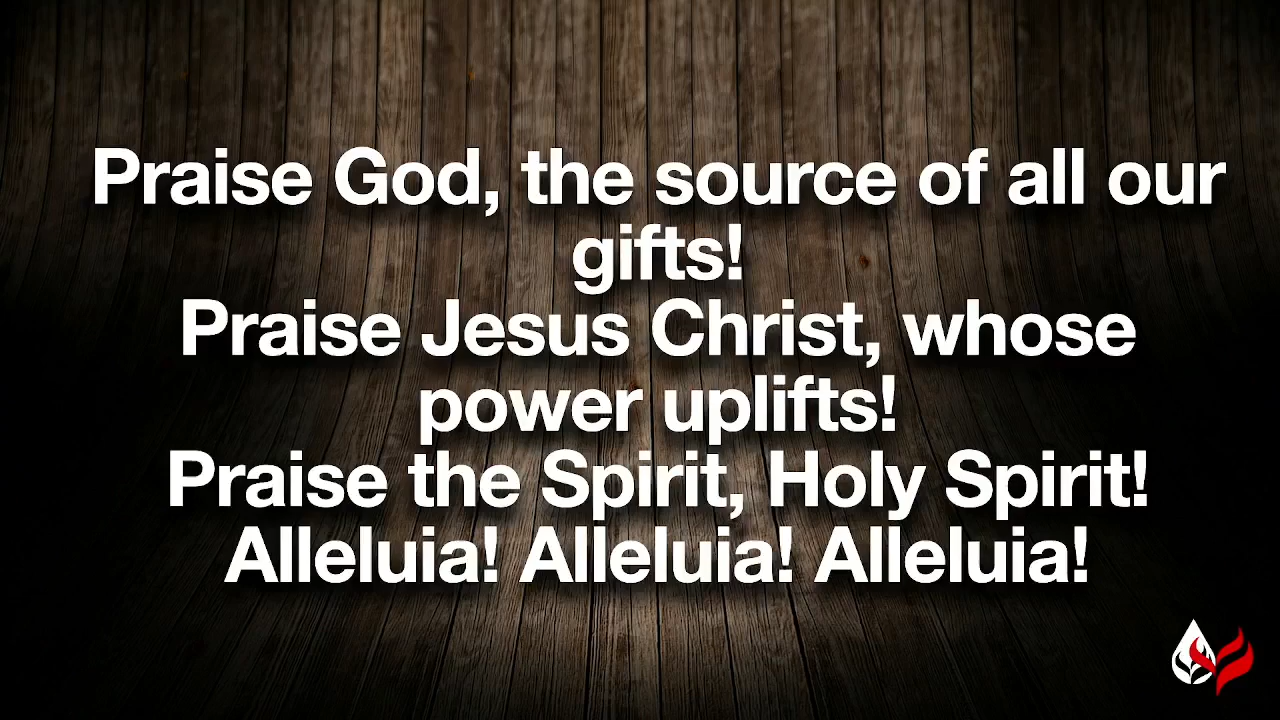 Praise God, the source of all our
gifts!
Praise Jesus Christ, whose
power uplifts!
Praise the Spirit, Holy Spirit!
Alleluia! Alleluia! Alleluia!